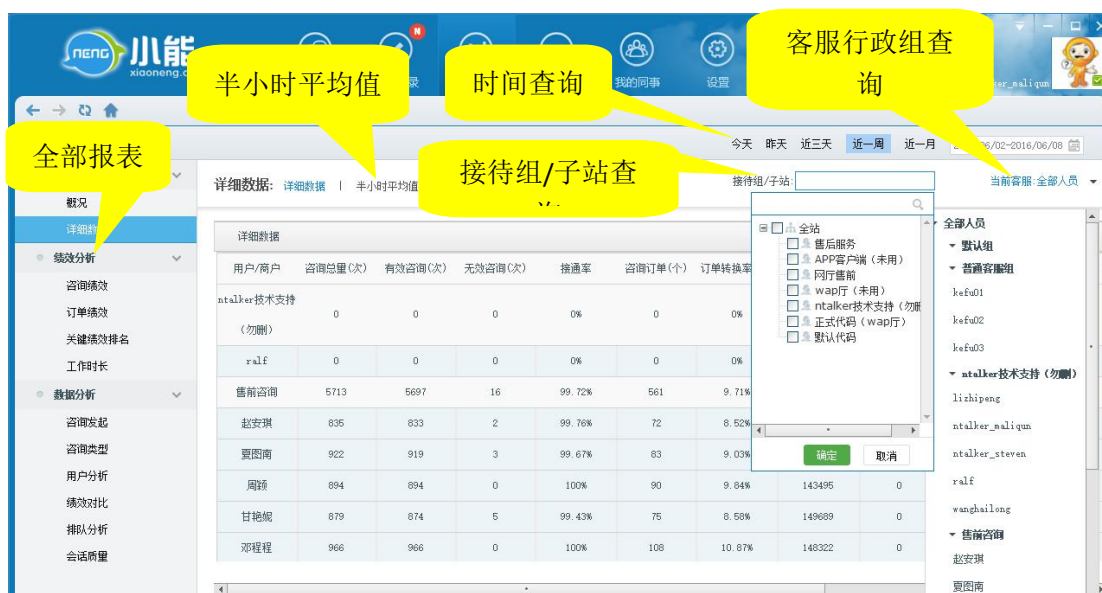 NENG 小能
N
客服行政组查
询
半小时平均值
时间查询
我的同事
设置
全部报表
今天 昨天 近三天 近一周 近一月
06/02-2016/06/08
接待组/子站查
详细数据: 详细数据 | 半小时平均值
接待组/子站:
当前客服:全部人员
概况
绩效分析
咨询绩效
订单绩效
关键绩效排名
工作时长
数据分析
咨询发起
咨询类型
用户分析
绩效对比
排队分析
会话质量
详细数据
用户/商户 咨询总量(次) 有效咨询(次) 无效咨询(次) 接通率 咨询订单(个) 订单转换率
ntalker技术支持
(勿删) 0 0 0 0% 0 0%
ralf 0 0 0 0% 0 0%
售前咨询 5713 5697 16 99.72% 561 9.71%
赵安琪 835 833 2 99.76% 72 8.52%
夏图南 922 919 3 99.67% 83 9.03%
周颖 894 894 0 100% 90 9.84% 143495 0
甘艳妮 879 874 5 99.43% 75 8.58% 149689 0
邓程程 966 966 0 100% 108 10.87% 148322 0
全站
售后服务
APP客户端（未用）
网厅售前
wap厅（未用）
ntalker技术支持（勿删
正式代码（wap厅）
默认代码
确定 取消
全部人员
默认组
普通客服组
kefu01
kefu02
kefu03
ntalker技术支持（勿删）
lizhipeng
ntalker_maliqun
ntalker_steven
ralf
wanghailong
售前咨询
赵安琪
夏图南